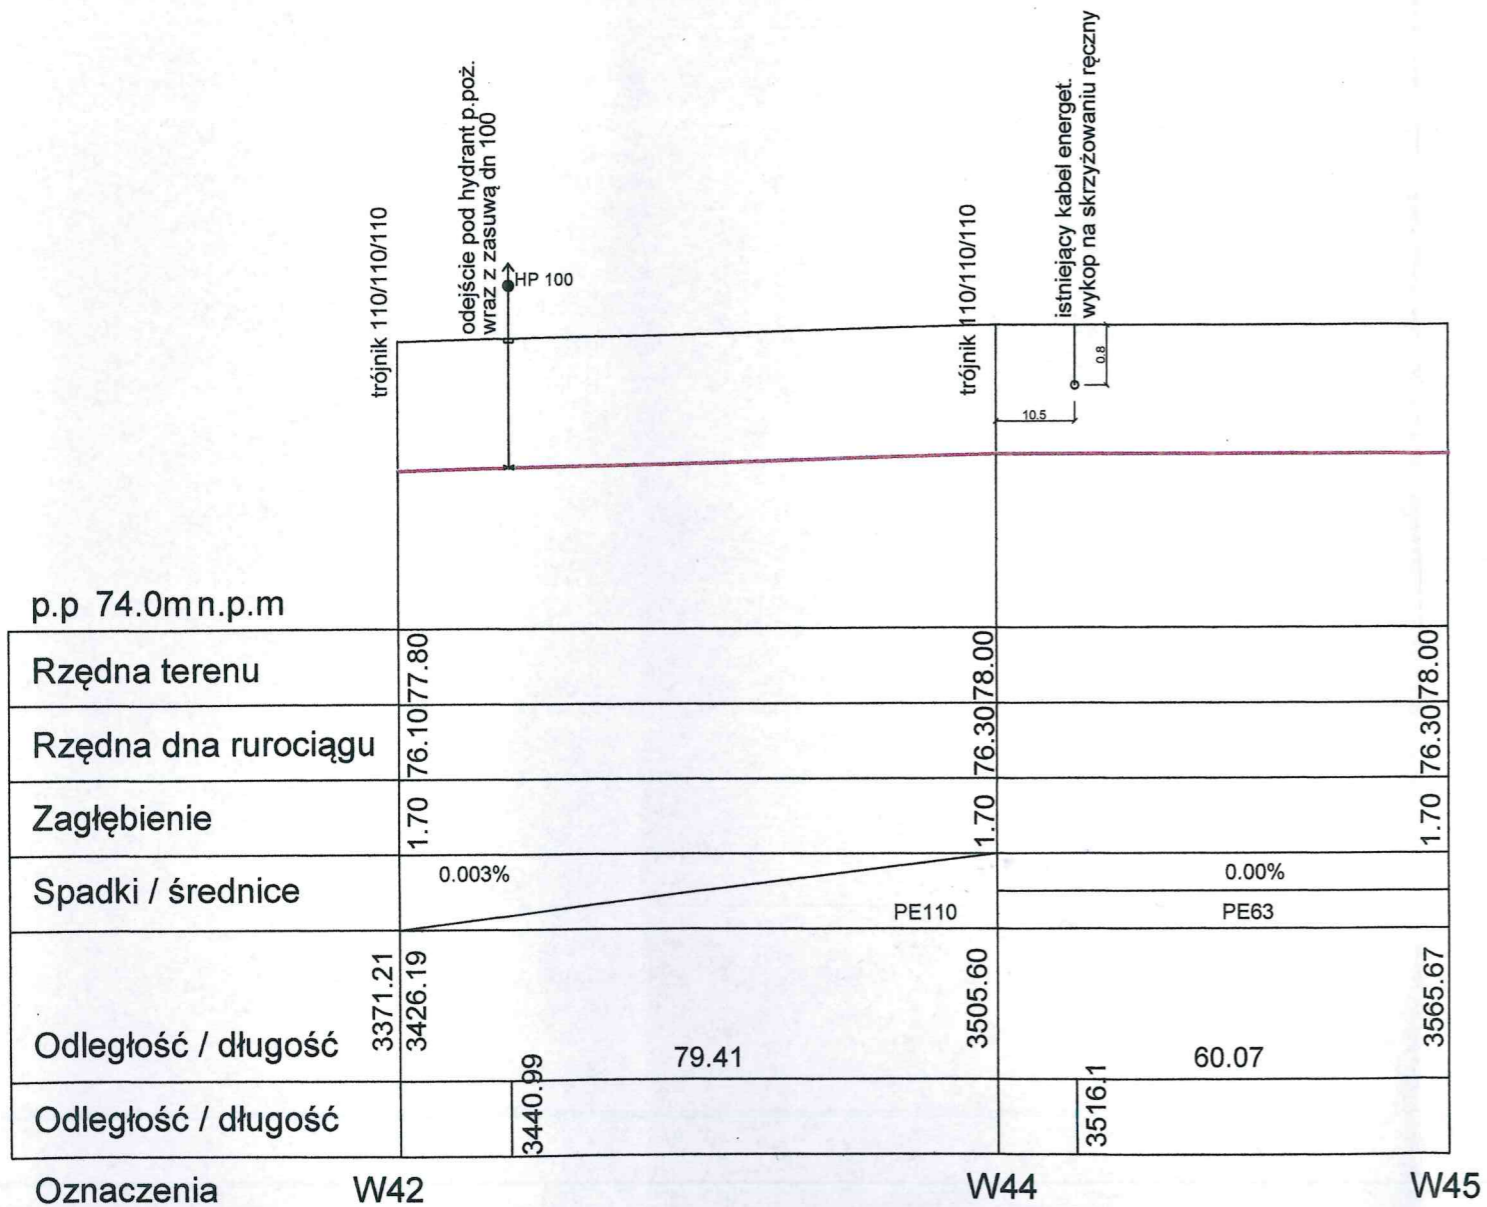 odejście pod hydrant p.poż.
wraz z zasuwą dn 100
istniejący kabel energet.
wykop na skrzyżowaniu ręczny
trójnik 110/110/110
HP 100
trójnik 110/110/110
0.8
10.5
p.p 74.0m n.p.m
Rzędna terenu 77.80 78.00 78.00
Rzędna dna rurociągu 76.10 76.30 76.30
Zagłębienie 1.70 1.70 1.70
Spadki / średnice 0.003% PE110 0.00% PE63
Odległość / długość 3371.21 3426.19 79.41 3505.60 60.07 3565.67
Odległość / długość 3440.99 3516.1
Oznaczenia W42 W44 W45